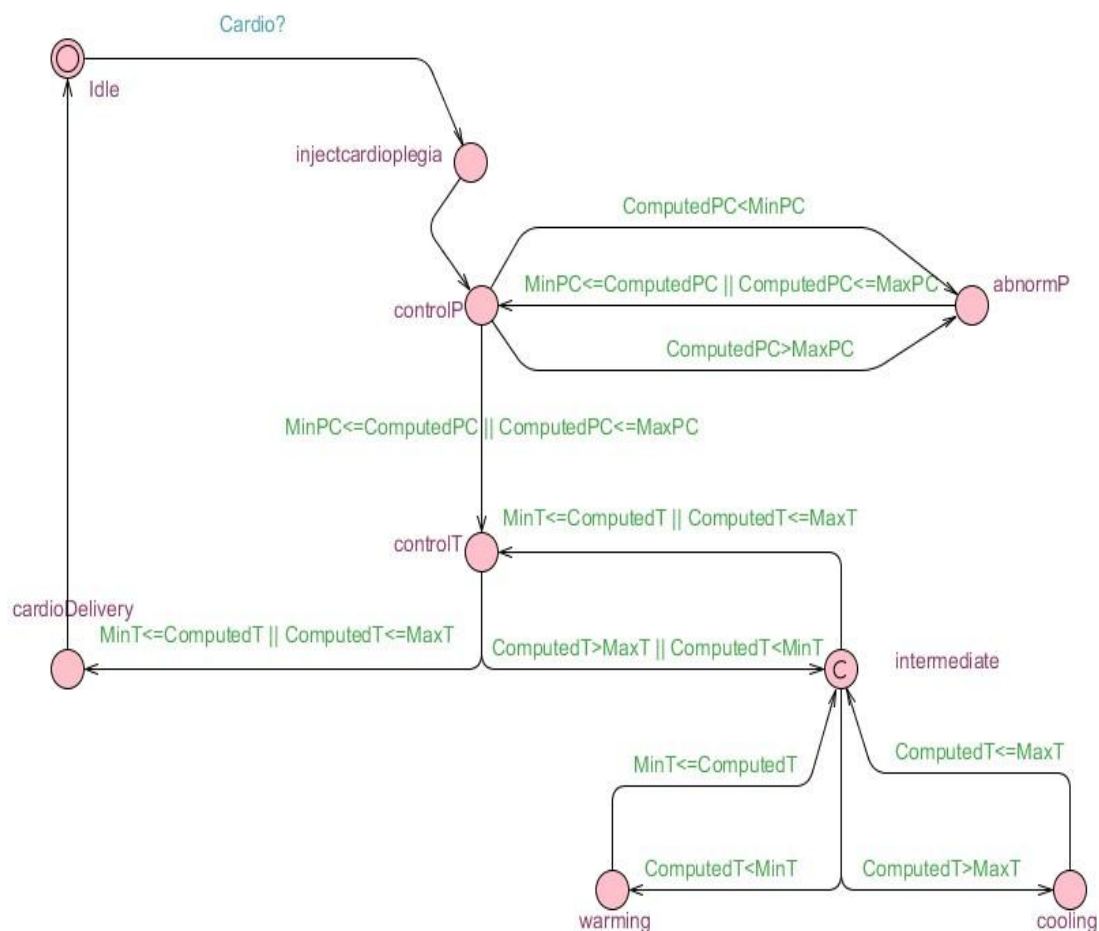 Cardio?
Idle
injectcardioplegia
ComputedPC<MinPC
MinPC<=ComputedPC || ComputedPC<=MaxPC
abnormP
controlP
ComputedPC>MaxPC
MinPC<=ComputedPC || ComputedPC<=MaxPC
MinT<=ComputedT || ComputedT<=MaxT
controlT
cardioDelivery
MinT<=ComputedT || ComputedT<=MaxT
ComputedT>MaxT || ComputedT<MinT
C
intermediate
ComputedT<=MaxT
MinT<=ComputedT
ComputedT<MinT
ComputedT>MaxT
warming
cooling